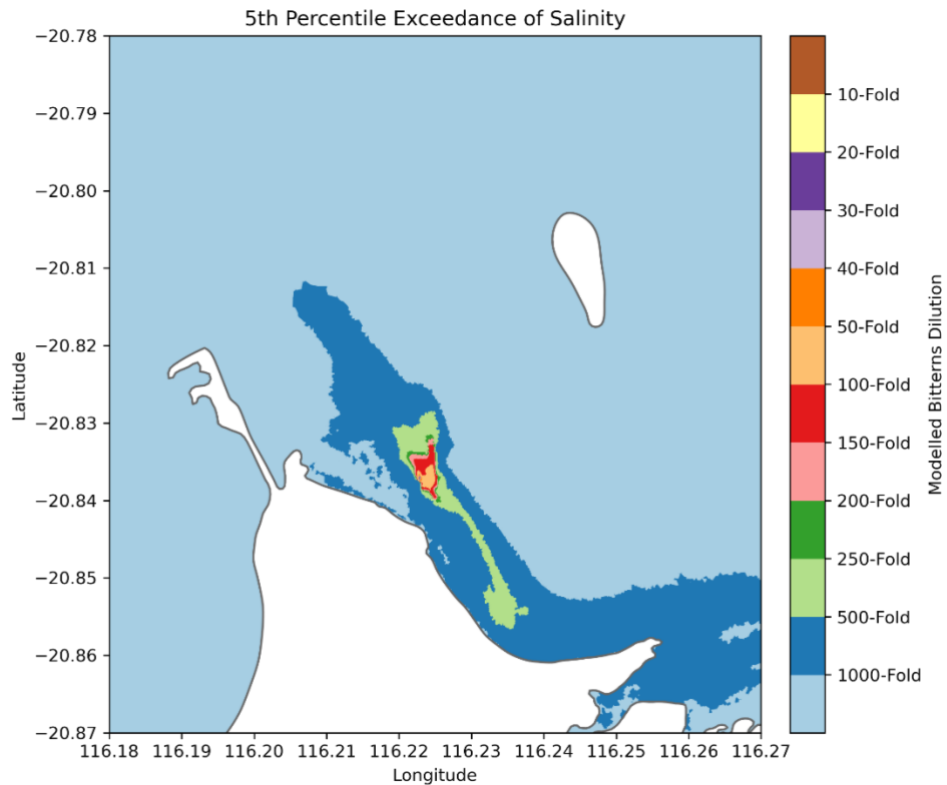 5th Percentile Exceedance of Salinity
−20.78
−20.79
−20.80
−20.81
−20.82
−20.83
−20.84
−20.85
−20.86
−20.87
Latitude
116.18 116.19 116.20 116.21 116.22 116.23 116.24 116.25 116.26 116.27
Longitude
10-Fold
20-Fold
30-Fold
40-Fold
50-Fold
100-Fold
150-Fold
200-Fold
250-Fold
500-Fold
1000-Fold
Modelled Bitterns Dilution